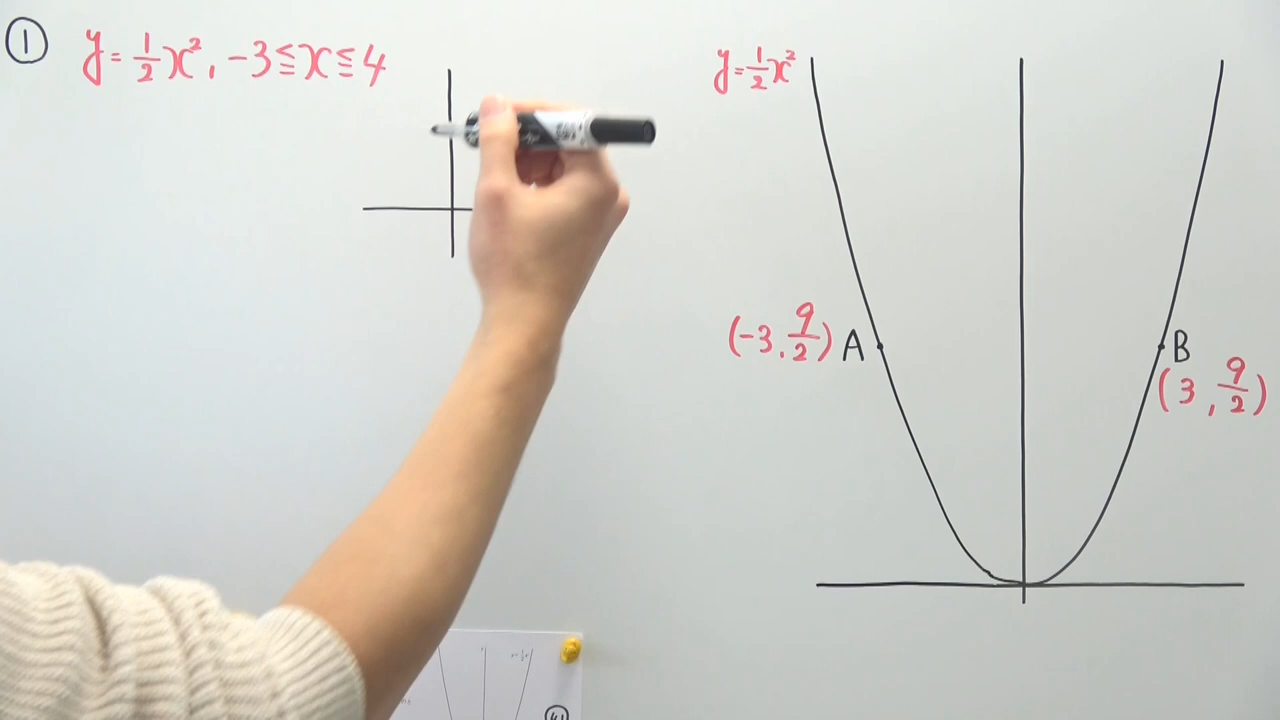 ① y=1/2x², -3≦x≦4
y=1/2x²
(-3, 9/2) A
B
(3, 9/2)